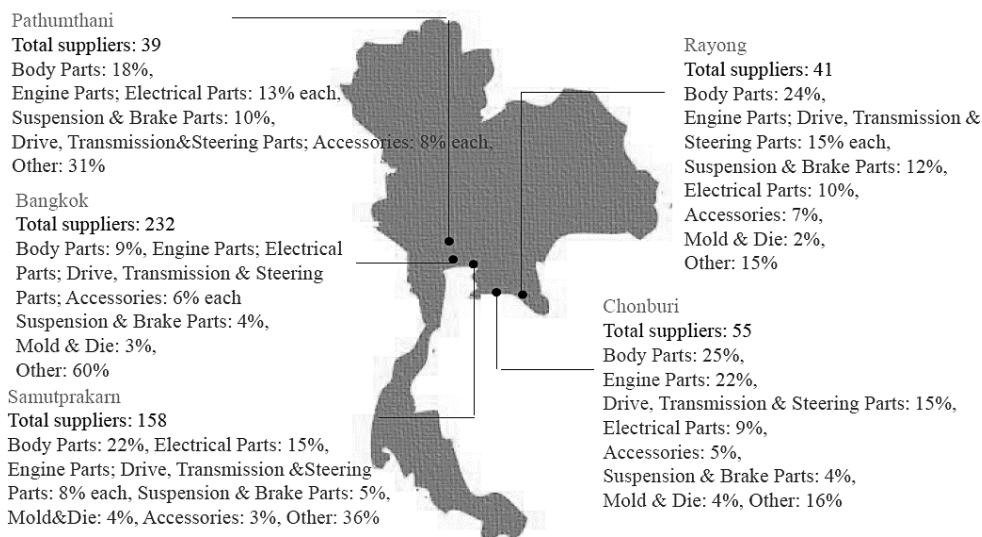 Pathumthani
Total suppliers: 39
Body Parts: 18%,
Engine Parts; Electrical Parts: 13% each,
Suspension & Brake Parts: 10%,
Drive, Transmission&Steering Parts; Accessories: 8% each,
Other: 31%
Bangkok
Total suppliers: 232
Body Parts: 9%, Engine Parts; Electrical
Parts; Drive, Transmission & Steering
Parts; Accessories: 6% each
Suspension & Brake Parts: 4%,
Mold & Die: 3%,
Other: 60%
Samutprakarn
Total suppliers: 158
Body Parts: 22%, Electrical Parts: 15%,
Engine Parts; Drive, Transmission &Steering
Parts: 8% each, Suspension & Brake Parts: 5%,
Mold&Die: 4%, Accessories: 3%, Other: 36%
Rayong
Total suppliers: 41
Body Parts: 24%,
Engine Parts; Drive, Transmission &
Steering Parts: 15% each,
Suspension & Brake Parts: 12%,
Electrical Parts: 10%,
Accessories: 7%,
Mold & Die: 2%,
Other: 15%
Chonburi
Total suppliers: 55
Body Parts: 25%,
Engine Parts: 22%,
Drive, Transmission & Steering Parts: 15%,
Electrical Parts: 9%,
Accessories: 5%,
Suspension & Brake Parts: 4%,
Mold & Die: 4%, Other: 16%